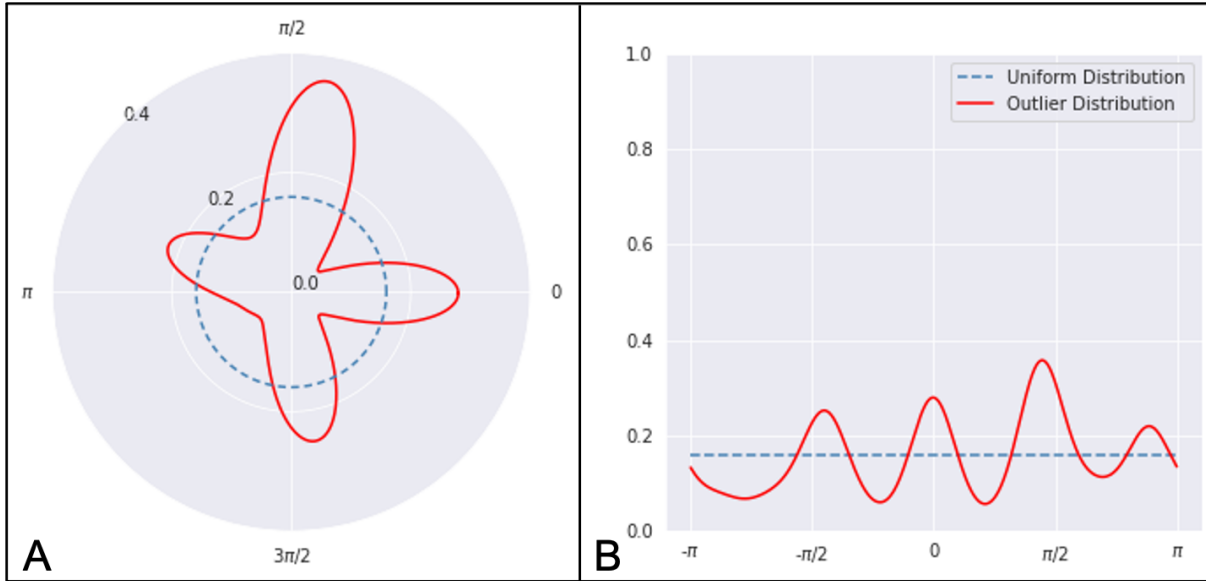 π/2
0.4
0.2
0.0
π
0
3π/2
A
1.0
Uniform Distribution
Outlier Distribution
0.8
0.6
0.4
0.2
0.0
-π
-π/2
0
π/2
π
B